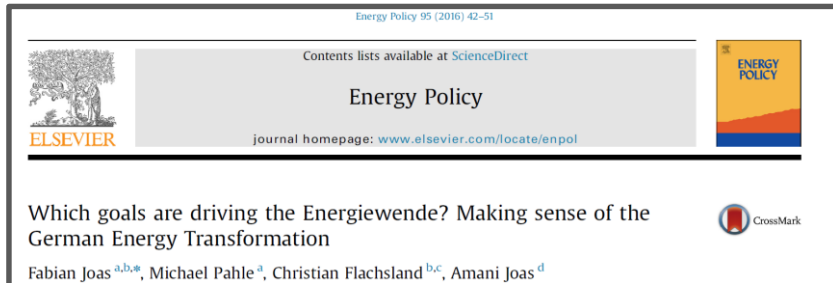 Energy Policy 95 (2016) 42–51
Contents lists available at ScienceDirect
Energy Policy
journal homepage: www.elsevier.com/locate/enpol
ELSEVIER
ENERGY
POLICY
Which goals are driving the Energiewende? Making sense of the
German Energy Transformation
CrossMark
Fabian Joas a,b,*, Michael Pahle a, Christian Flachsland b,c, Amani Joas d